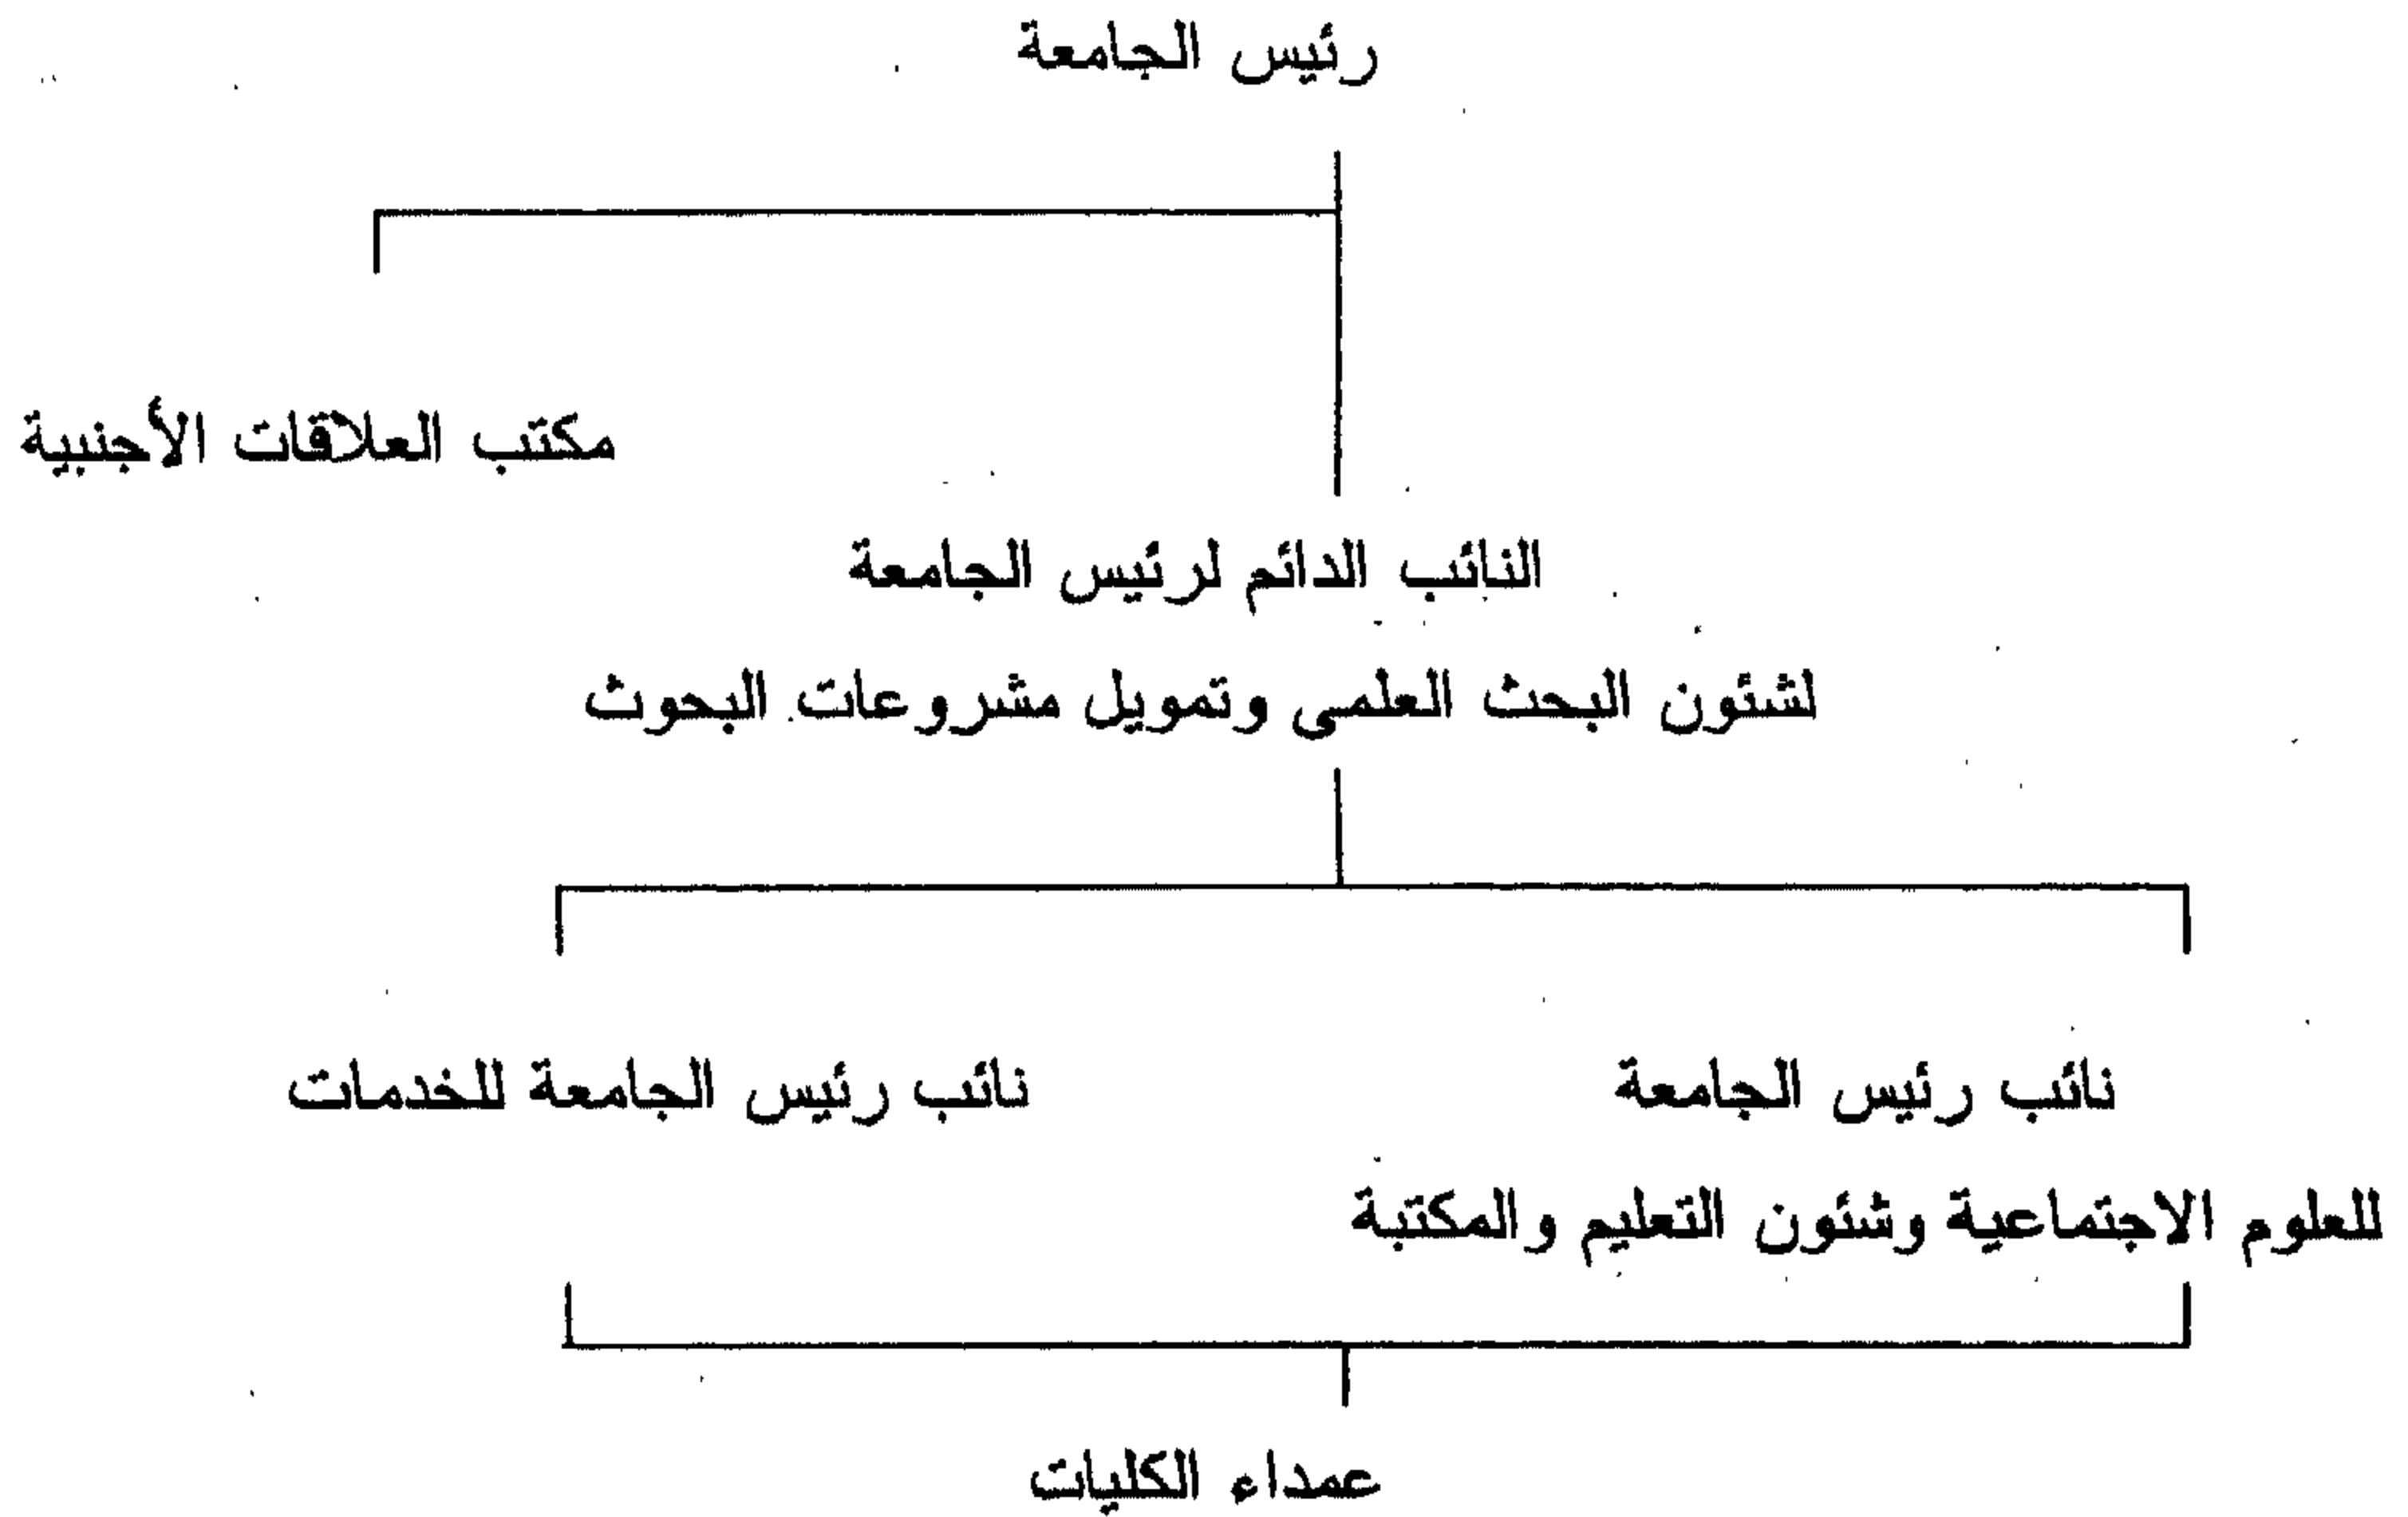 رئيس الجامعة
مكتب العلاقات الأجنبية
النائب الدائم لرئيس الجامعة
لشئون البحث العلمى وتمويل مشروعات البحوث
نائب رئيس الجامعة
للعلوم الاجتماعية وشئون التعليم والمكتبة
نائب رئيس الجامعة للخدمات
عمداء الكليات